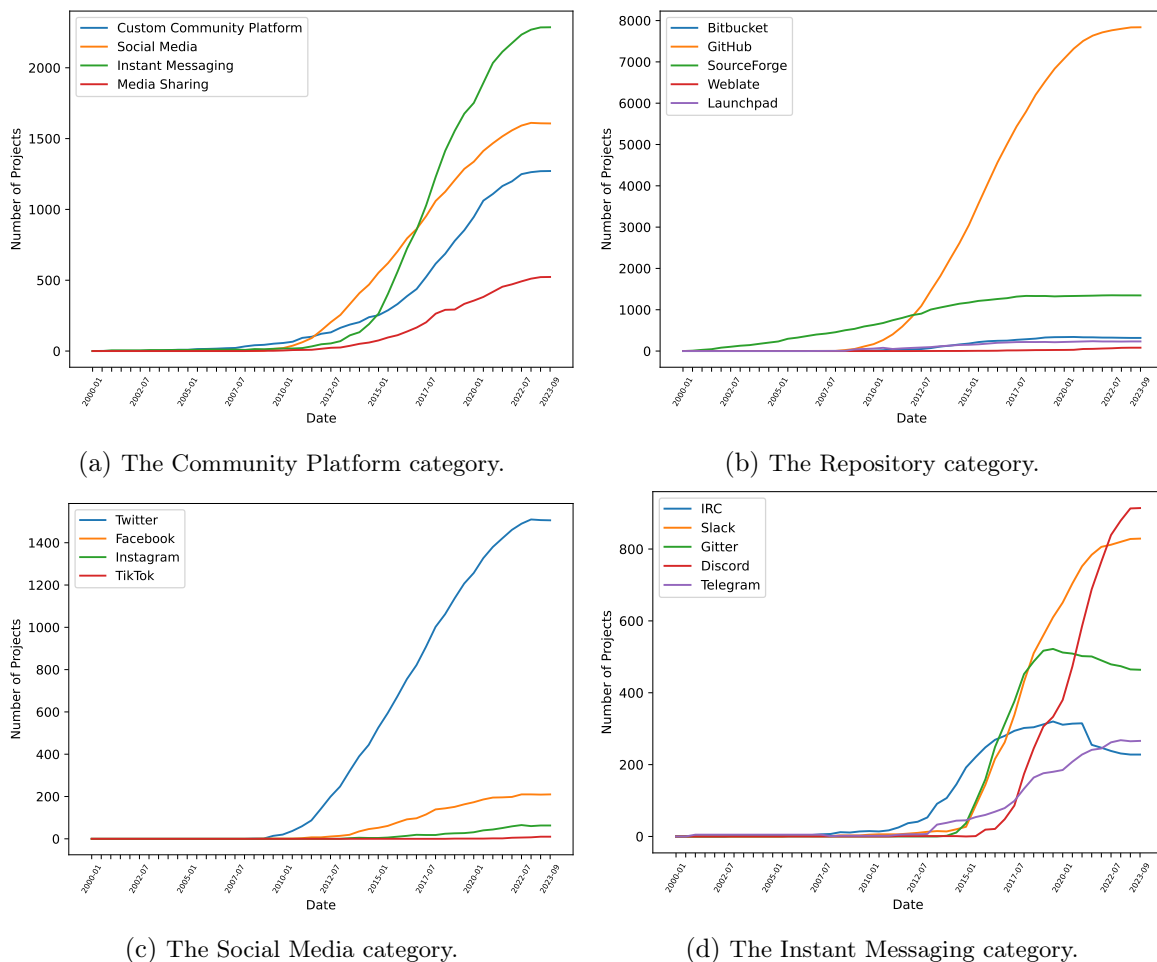 Custom Community Platform
Social Media
Instant Messaging
Media Sharing
Number of Projects
2000
1500
1000
500
0
2000-01
2002-07
2005-01
2007-07
2010-01
2012-07
2015-01
2017-07
2020-01
2022-07
2023-09
Date
(a) The Community Platform category.
Bitbucket
GitHub
SourceForge
Weblate
Launchpad
Number of Projects
8000
7000
6000
5000
4000
3000
2000
1000
0
2000-01
2002-07
2005-01
2007-07
2010-01
2012-07
2015-01
2017-07
2020-01
2022-07
2023-09
Date
(b) The Repository category.
Twitter
Facebook
Instagram
TikTok
Number of Projects
1400
1200
1000
800
600
400
200
0
2000-01
2002-07
2005-01
2007-07
2010-01
2012-07
2015-01
2017-07
2020-01
2022-07
2023-09
Date
(c) The Social Media category.
IRC
Slack
Gitter
Discord
Telegram
Number of Projects
800
600
400
200
0
2000-01
2002-07
2005-01
2007-07
2010-01
2012-07
2015-01
2017-07
2020-01
2022-07
2023-09
Date
(d) The Instant Messaging category.